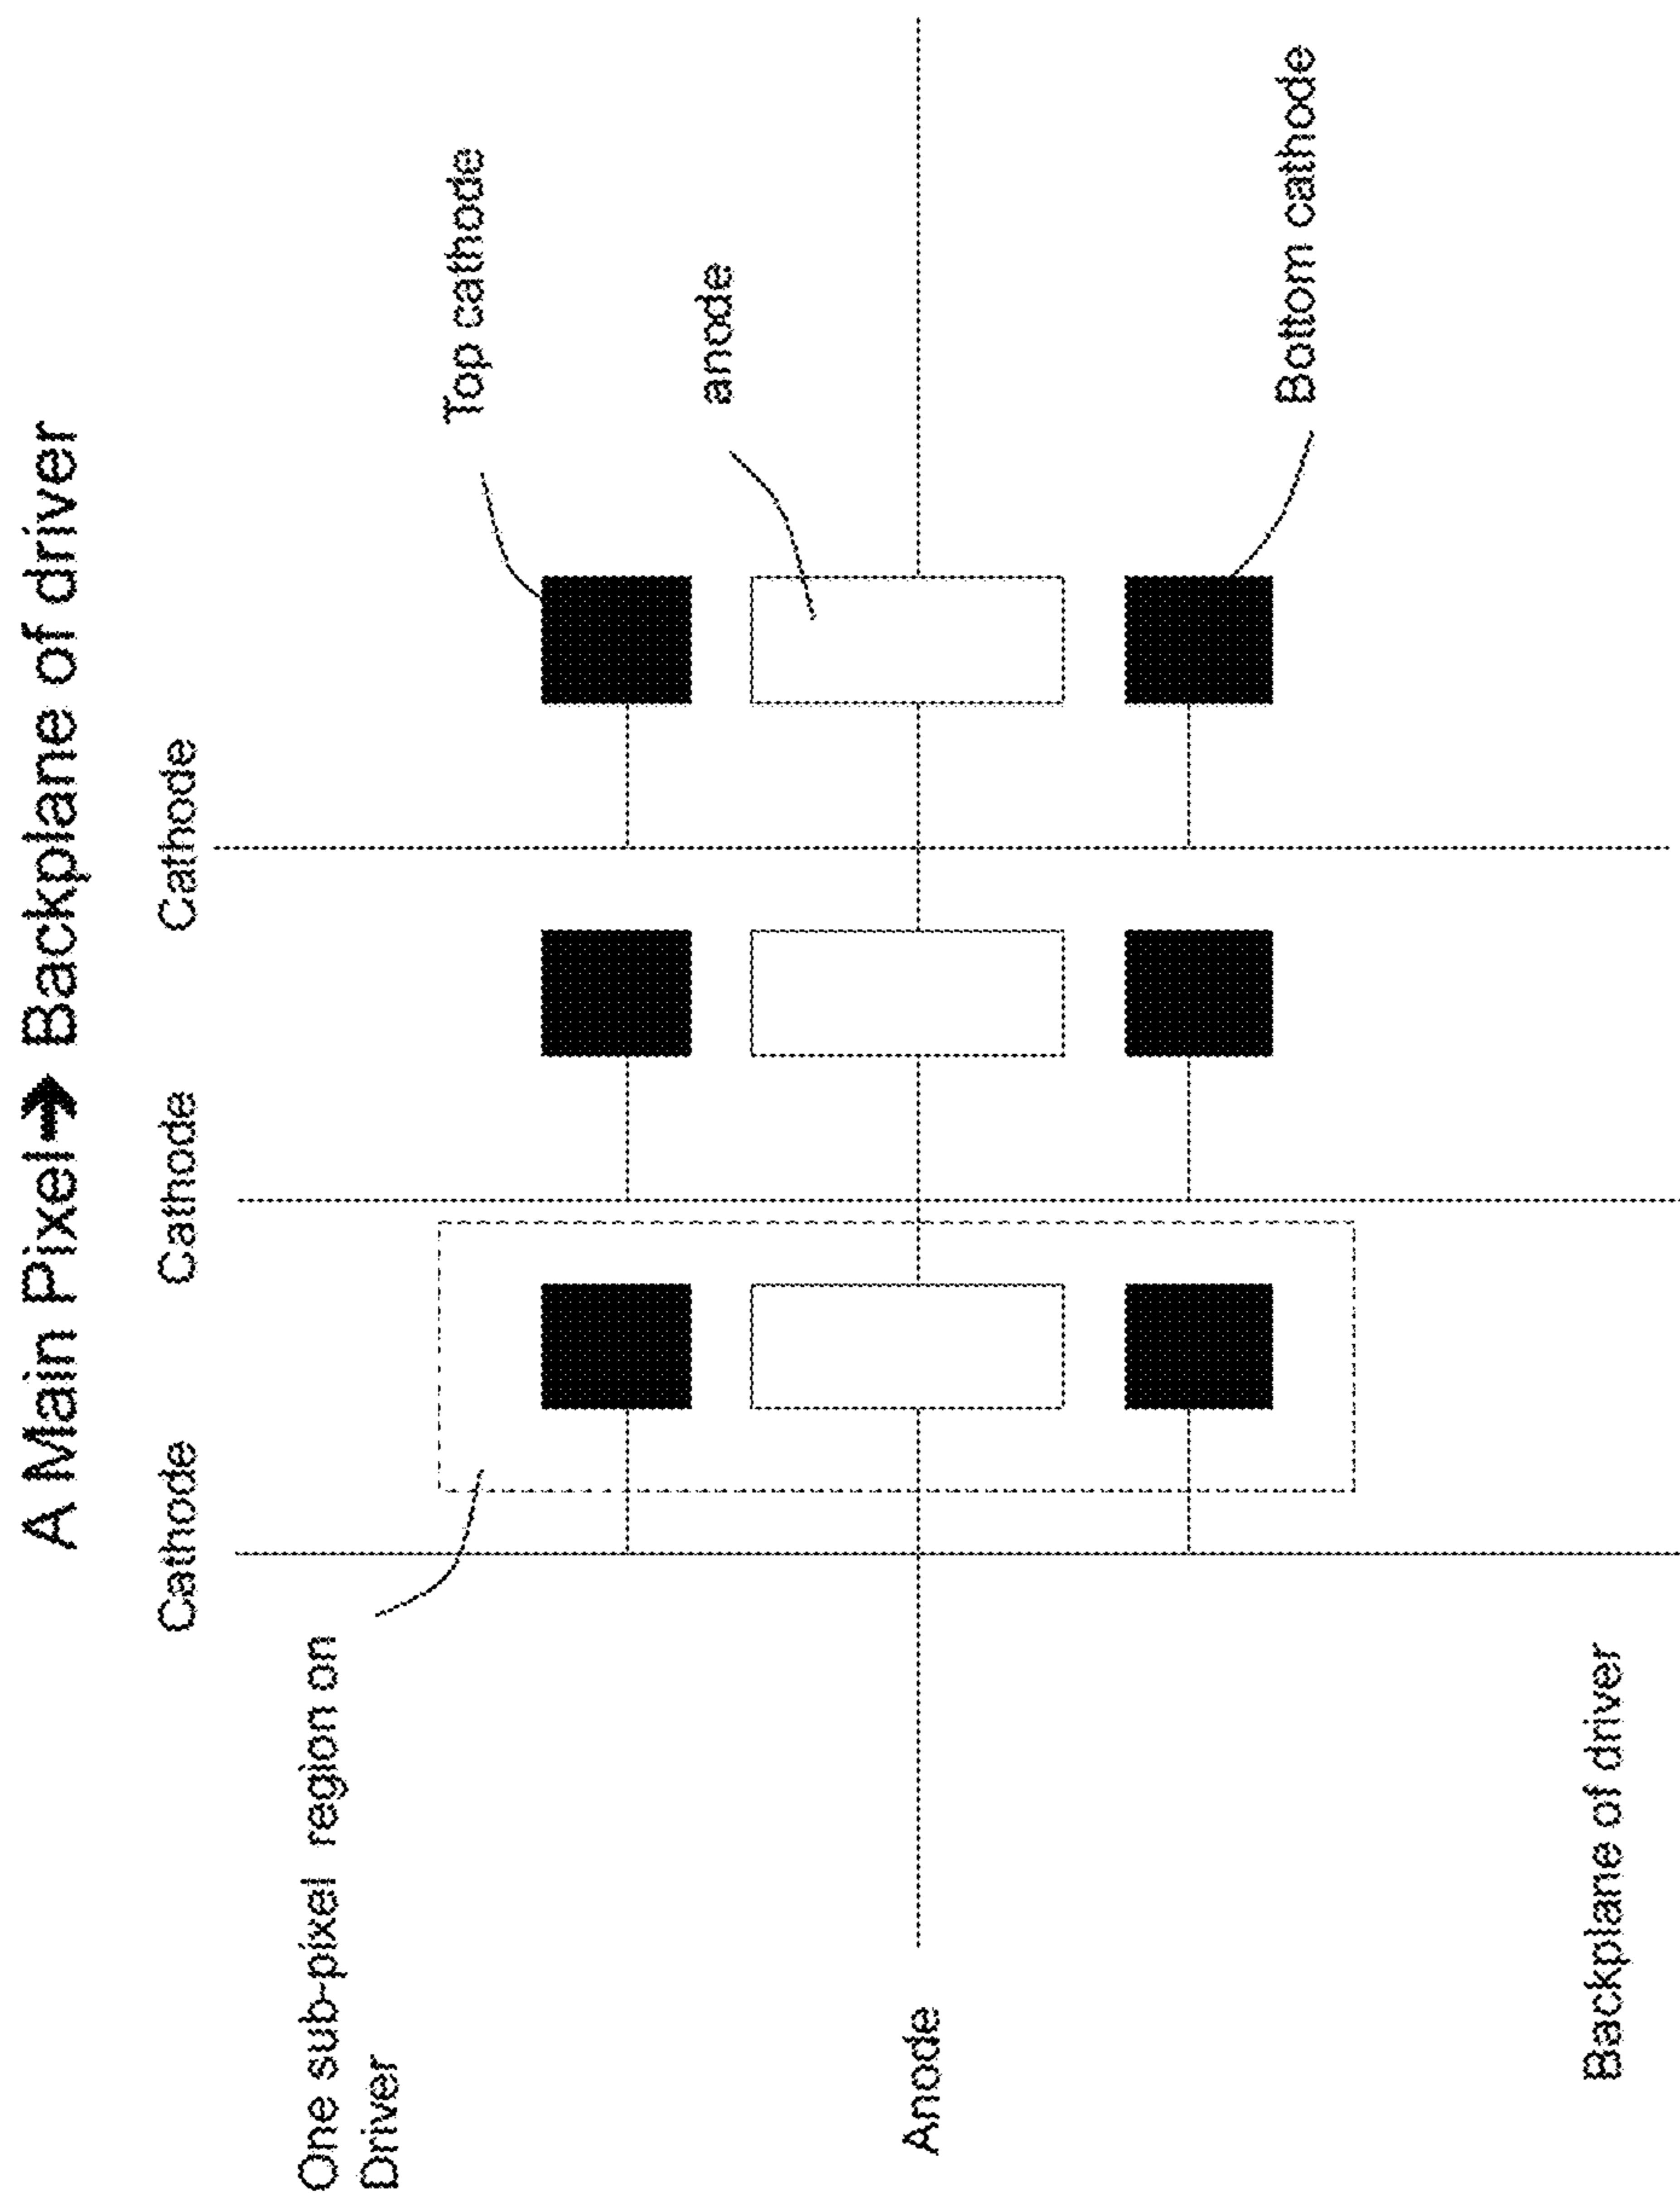 A Main Pixel➔ Backplane of driver
Cathode
Cathode
Cathode
One sub-pixel region on
Driver
Top cathode
anode
Anode
Bottom cathode
Backplane of driver